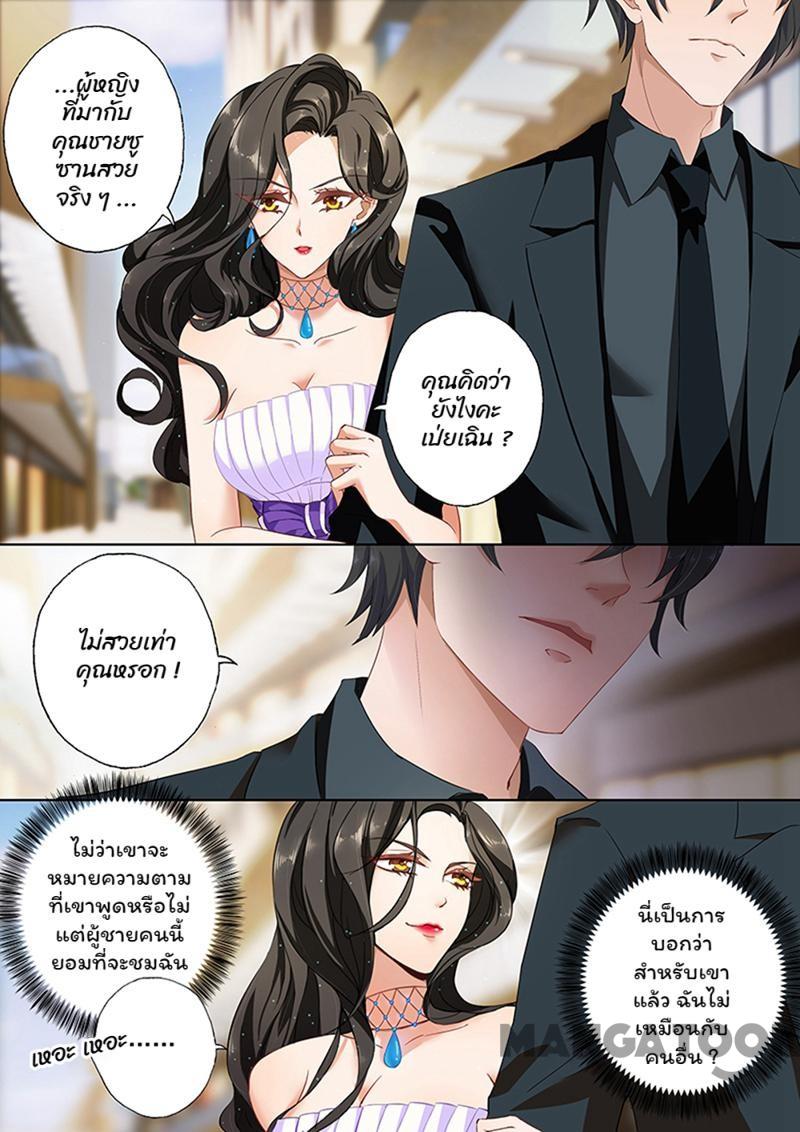 ...ผู้หญิง
ที่มากับ
คุณชายซู
ซานสวย
จริง ๆ ...
คุณคิดว่า
ยังไงคะ
เป่ยเฉิน ?
ไม่สวยเท่า
คุณหรอก !
ไม่ว่าเขาจะ
หมายความตาม
ที่เขาพูดหรือไม่
แต่ผู้ชายคนนี้
ยอมที่จะชมฉัน
......
เหอะ เหอะ
นี่เป็นการ
บอกว่า
สำหรับเขา
แล้ว ฉันไม่
เหมือนกับ
คนอื่น ?
MANGATOON